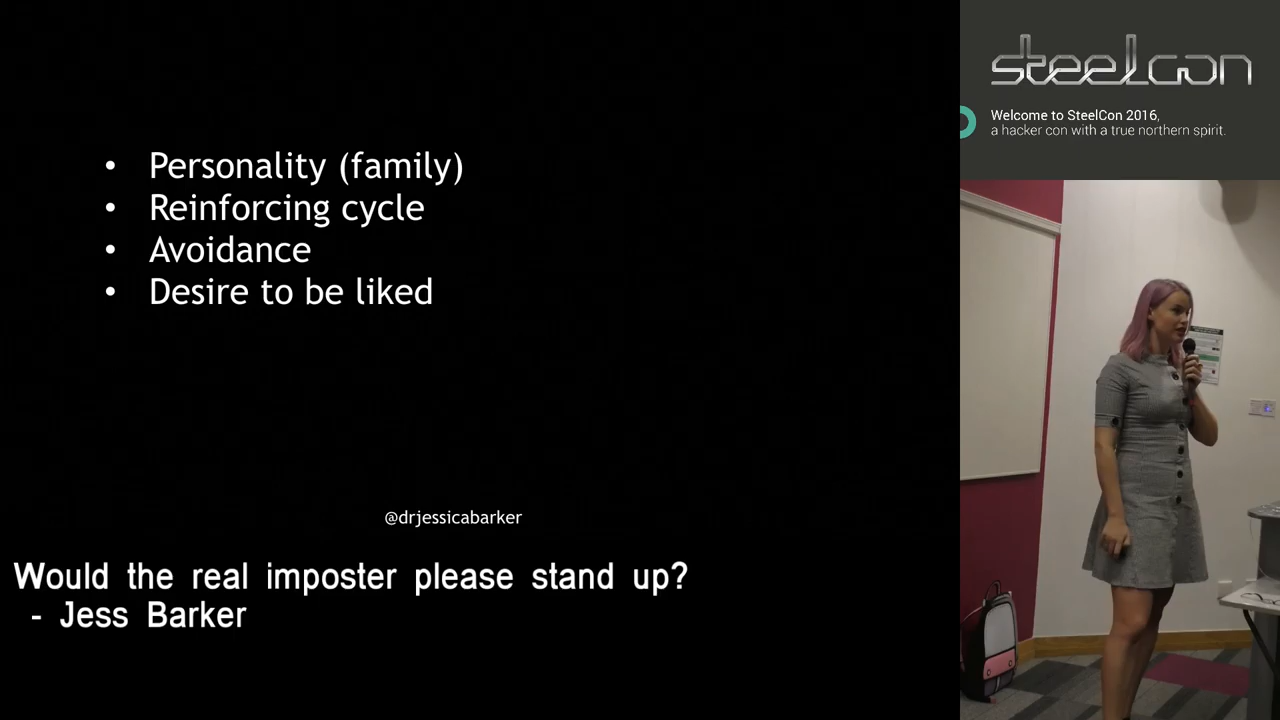 • Personality (family)
• Reinforcing cycle
• Avoidance
• Desire to be liked
@drjessicabarker
Would the real imposter please stand up?
- Jess Barker
steelcon
Welcome to SteelCon 2016,
a hacker con with a true northern spirit.